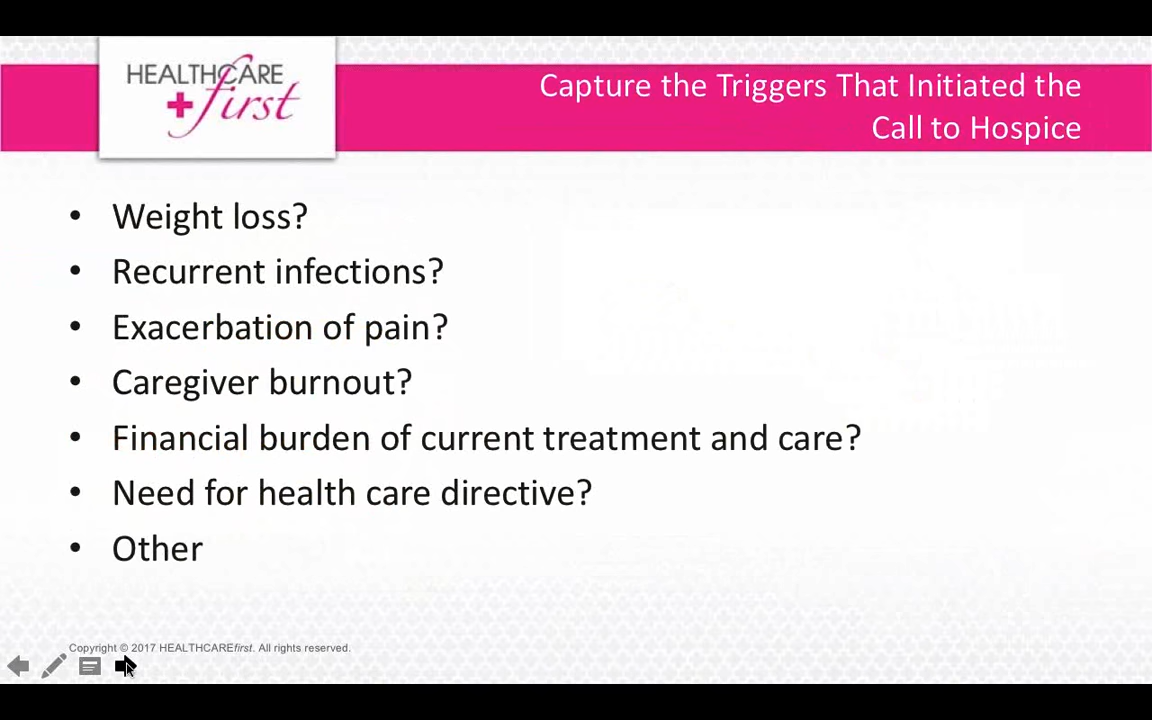 HEALTHCARE
first
Capture the Triggers That Initiated the
Call to Hospice
• Weight loss?
• Recurrent infections?
• Exacerbation of pain?
• Caregiver burnout?
• Financial burden of current treatment and care?
• Need for health care directive?
• Other
Copyright © 2017 HEALTHCAREfirst. All rights reserved.